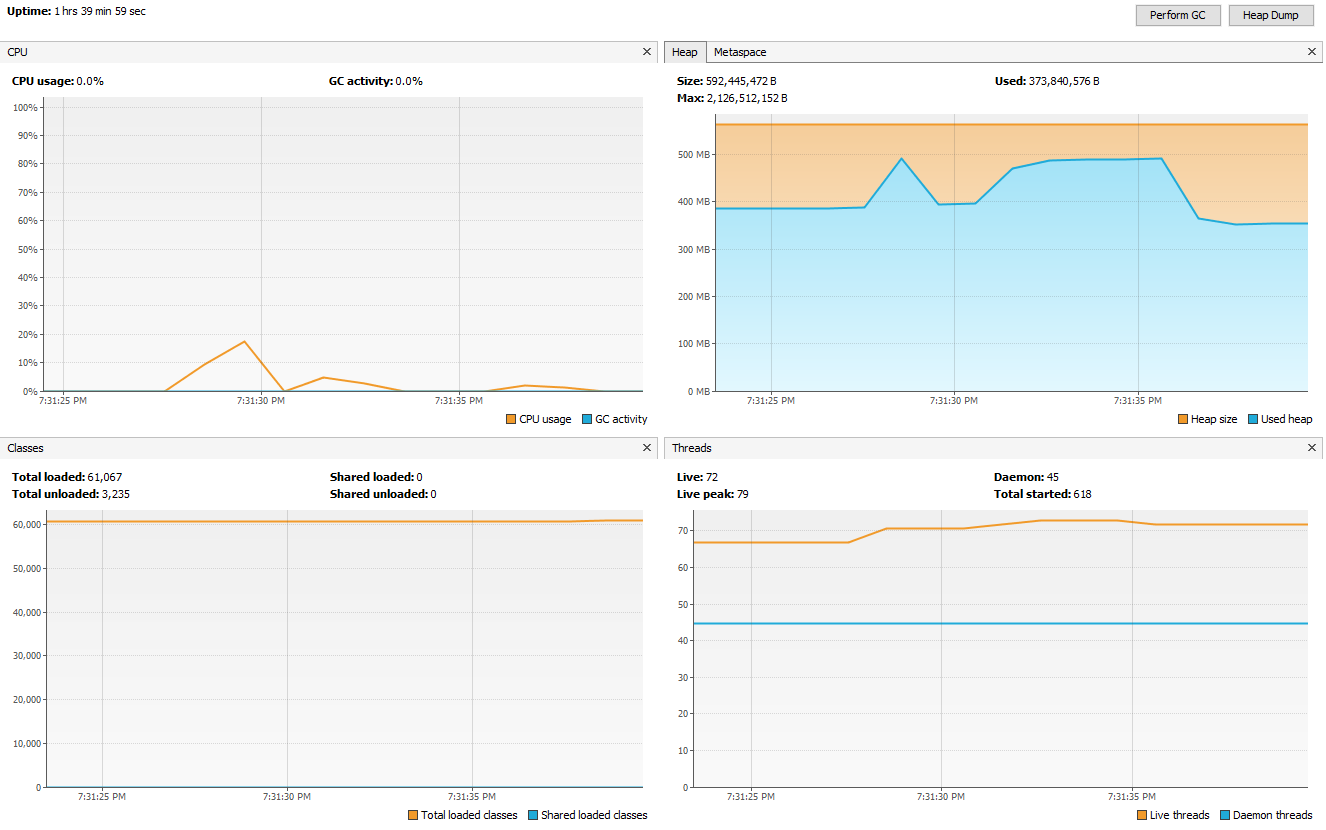 Uptime: 1 hrs 39 min 59 sec
Perform GC Heap Dump
CPU
CPU usage: 0.0% GC activity: 0.0%
100%
90%
80%
70%
60%
50%
40%
30%
20%
10%
0%
7:31:25 PM 7:31:30 PM 7:31:35 PM
CPU usage GC activity
Heap Metaspace
Size: 592,445,472 B Used: 373,840,576 B
Max: 2,126,512,152 B
500 MB
400 MB
300 MB
200 MB
100 MB
0 MB
7:31:25 PM 7:31:30 PM 7:31:35 PM
Heap size Used heap
Classes
Total loaded: 61,067 Shared loaded: 0
Total unloaded: 3,235 Shared unloaded: 0
60,000
50,000
40,000
30,000
20,000
10,000
0
7:31:25 PM 7:31:30 PM 7:31:35 PM
Total loaded classes Shared loaded classes
Threads
Live: 72 Daemon: 45
Live peak: 79 Total started: 618
70
60
50
40
30
20
10
0
7:31:25 PM 7:31:30 PM 7:31:35 PM
Live threads Daemon threads